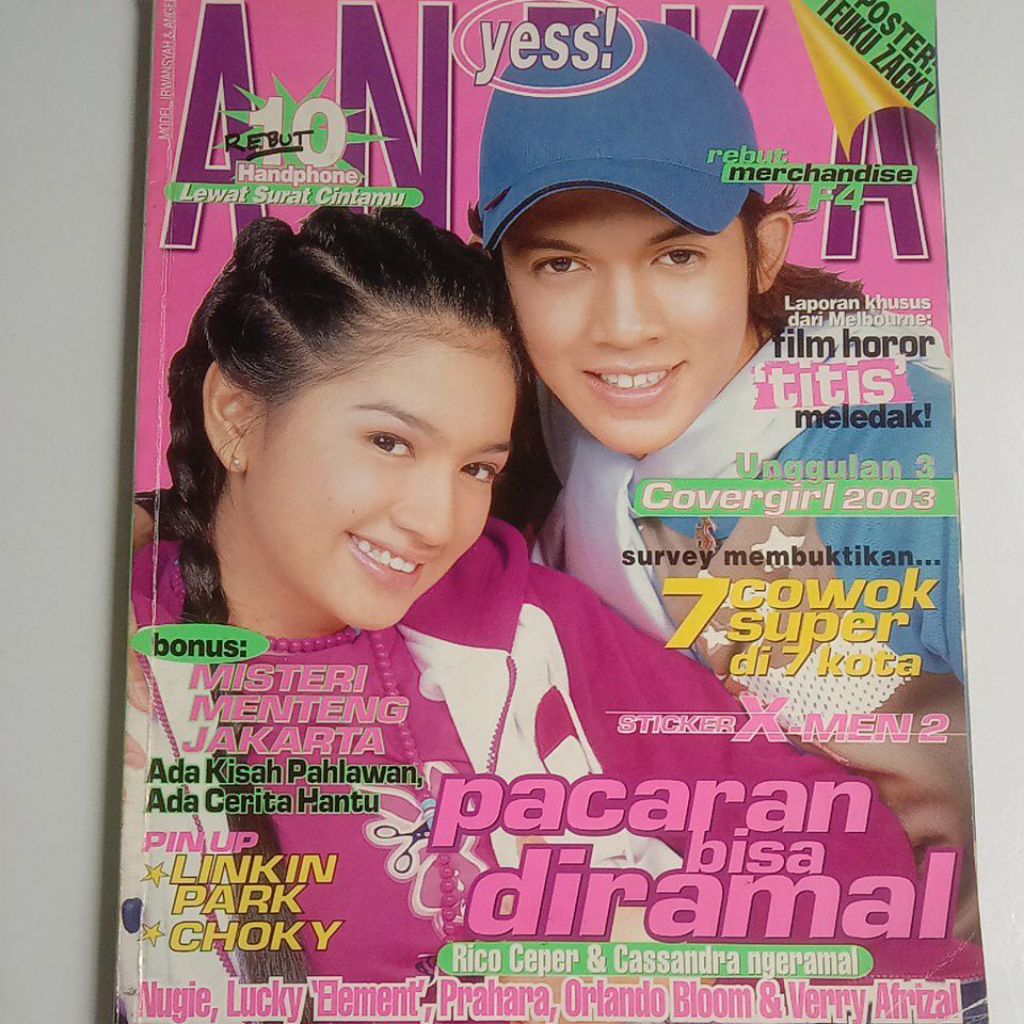 ANEKA
yess!
POSTER:
TEUKU ZACKY
MODEL: IRWANSYAH &
REBUT
10
Handphone
Lewat Surat Cintamu
rebut
merchandise
F4
Laporan khusus
dari Melbourne:
film horor
'titis'
meledak!
Unggulan 3
Covergirl 2003
survey membuktikan...
7 cowok
super
di 7 kota
STICKER X-MEN 2
bonus:
MISTERI
MENTENG
JAKARTA
Ada Kisah Pahlawan,
Ada Cerita Hantu
PIN UP
LINKIN
PARK
CHOKY
pacaran
bisa
diramal
Rico Ceper & Cassandra ngeramal
Nugie, Lucky 'Element', Prahara, Orlando Bloom & Verry Afrizal